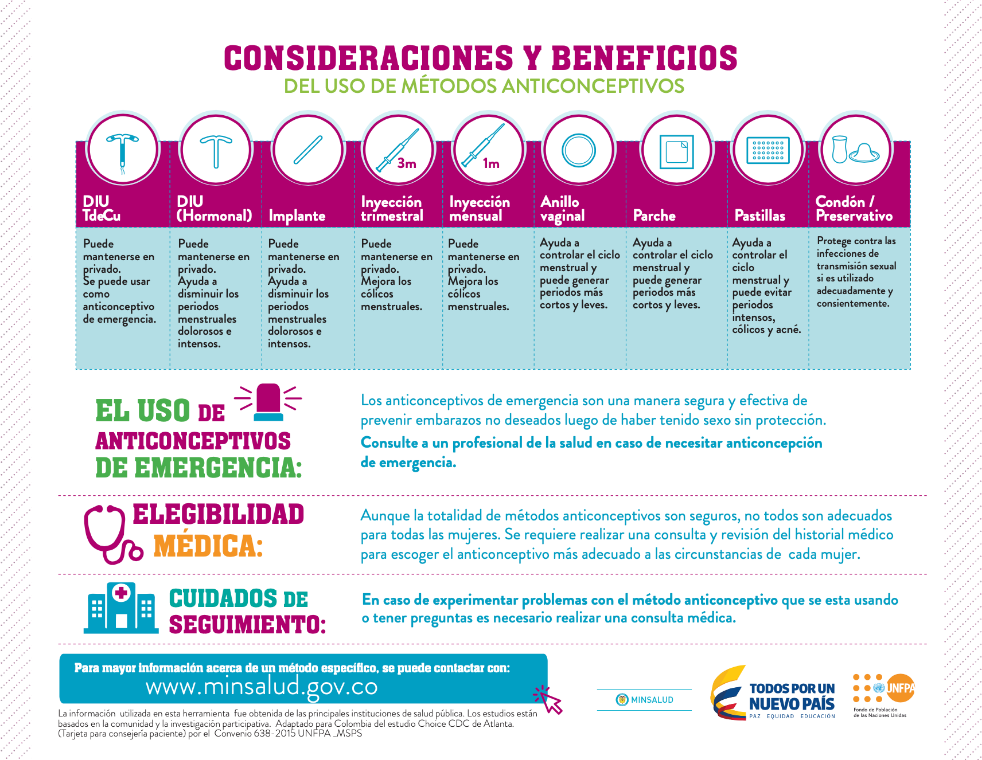 CONSIDERACIONES Y BENEFICIOS
DEL USO DE MÉTODOS ANTICONCEPTIVOS
3m
1m
DIU
TdeCu
DIU
(Hormonal)
Implante
Inyección
trimestral
Inyección
mensual
Anillo
vaginal
Parche
Pastillas
Condón /
Preservativo
Puede
mantenerse en
privado.
Se puede usar
como
anticonceptivo
de emergencia.
Puede
mantenerse en
privado.
Ayuda a
disminuir los
periodos
menstruales
dolorosos e
intensos.
Puede
mantenerse en
privado.
Ayuda a
disminuir los
periodos
menstruales
dolorosos e
intensos.
Puede
mantenerse en
privado.
Mejora los
cólicos
menstruales.
Puede
mantenerse en
privado.
Mejora los
cólicos
menstruales.
Ayuda a
controlar el ciclo
menstrual y
puede generar
periodos más
cortos y leves.
Ayuda a
controlar el ciclo
menstrual y
puede generar
periodos más
cortos y leves.
Ayuda a
controlar el
ciclo
menstrual y
puede evitar
periodos
intensos,
cólicos y acné.
Protege contra las
infecciones de
transmisión sexual
si es utilizado
adecuadamente y
consientemente.
EL USO DE
ANTICONCEPTIVOS
DE EMERGENCIA:
Los anticonceptivos de emergencia son una manera segura y efectiva de
prevenir embarazos no deseados luego de haber tenido sexo sin protección.
Consulte a un profesional de la salud en caso de necesitar anticoncepción
de emergencia.
ELEGIBILIDAD
MÉDICA:
Aunque la totalidad de métodos anticonceptivos son seguros, no todos son adecuados
para todas las mujeres. Se requiere realizar una consulta y revisión del historial médico
para escoger el anticonceptivo más adecuado a las circunstancias de cada mujer.
CUIDADOS DE
SEGUIMIENTO:
En caso de experimentar problemas con el método anticonceptivo que se esta usando
o tener preguntas es necesario realizar una consulta médica.
Para mayor información acerca de un método específico, se puede contactar con:
www.minsalud.gov.co
La información utilizada en esta herramienta fue obtenida de las principales instituciones de salud pública. Los estudios están
basados en la comunidad y la investigación participativa. Adaptado para Colombia del estudio Choice CDC de Atlanta.
(Tarjeta para consejería paciente) por el Convenio 638-2015 UNFPA _MSPS
MINSALUD
TODOS POR UN
NUEVO PAÍS
PAZ EQUIDAD EDUCACIÓN
UNFPA
Fondo de Población
de las Naciones Unidas